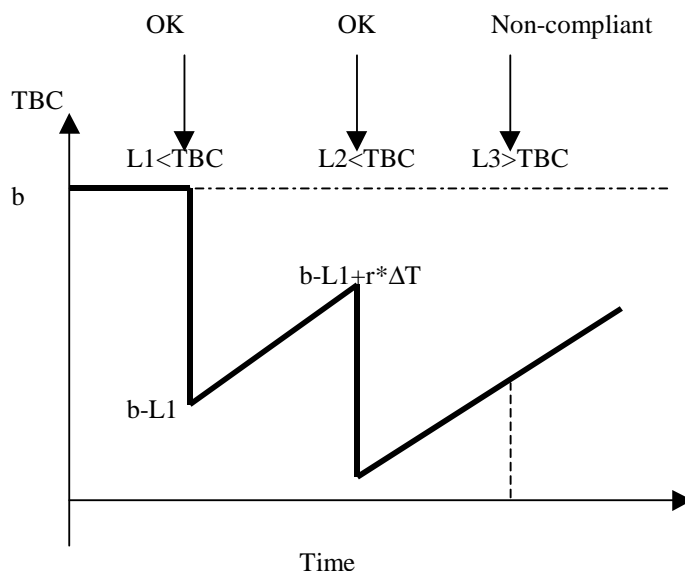 OK OK Non-compliant
TBC
L1<TBC L2<TBC L3>TBC
b
b-L1+r*ΔT
b-L1
Time